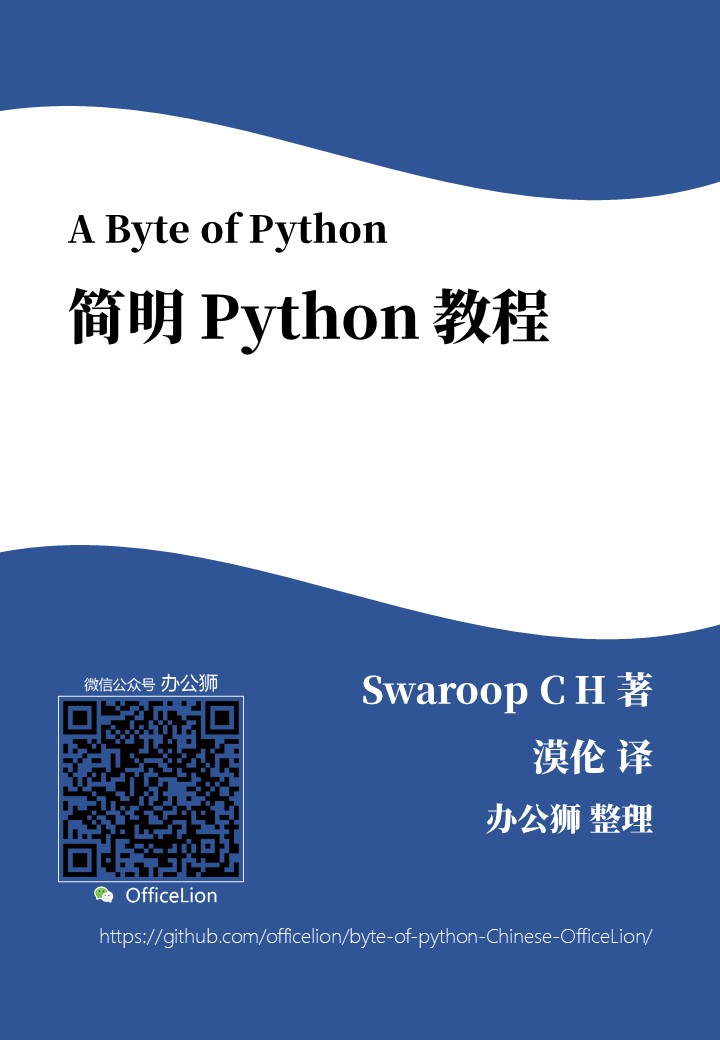 A Byte of Python
简明 Python 教程
Swaroop C H 著
漠伦 译
办公狮 整理
微信公众号 办公狮
OfficeLion
https://github.com/officelion/byte-of-python-Chinese-OfficeLion/